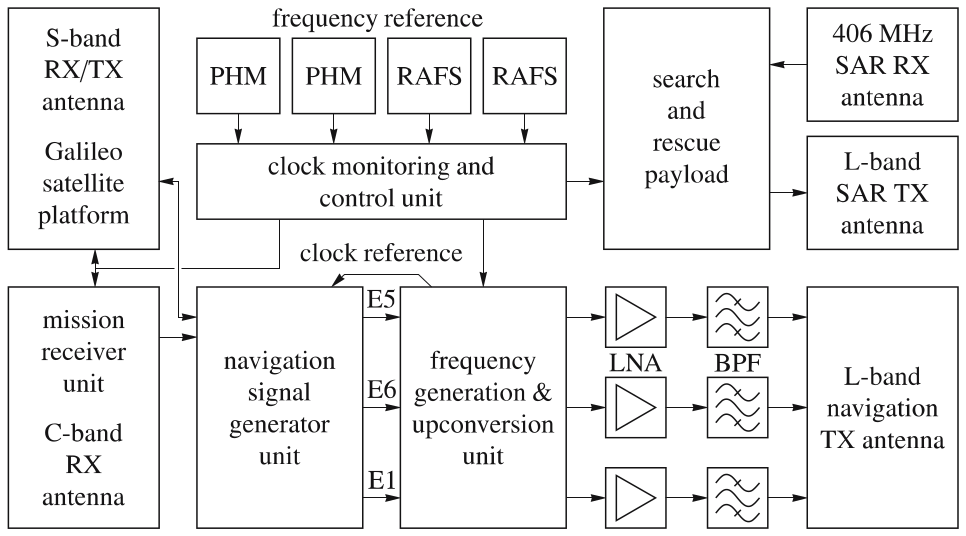 S-band
RX/TX
antenna
Galileo
satellite
platform
frequency reference
PHM
PHM
RAFS
RAFS
clock monitoring and
control unit
search
and
rescue
payload
406 MHz
SAR RX
antenna
L-band
SAR TX
antenna
clock reference
mission
receiver
unit
C-band
RX
antenna
navigation
signal
generator
unit
E5
E6
E1
frequency
generation &
upconversion
unit
LNA
BPF
L-band
navigation
TX antenna